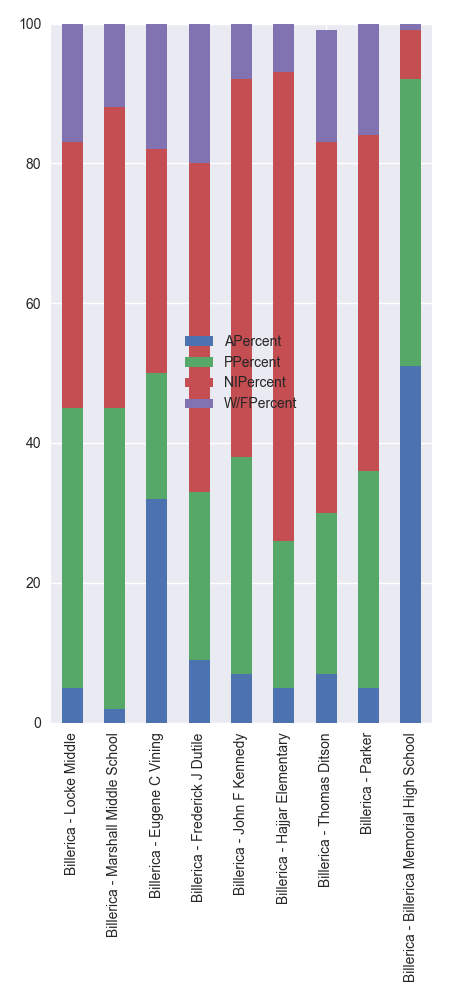 100
80
60
40
20
0
APercent
PPercent
NIPercent
W/FPercent
Billerica - Locke Middle
Billerica - Marshall Middle School
Billerica - Eugene C Vining
Billerica - Frederick J Dutile
Billerica - John F Kennedy
Billerica - Hajjar Elementary
Billerica - Thomas Ditson
Billerica - Parker
Billerica - Billerica Memorial High School